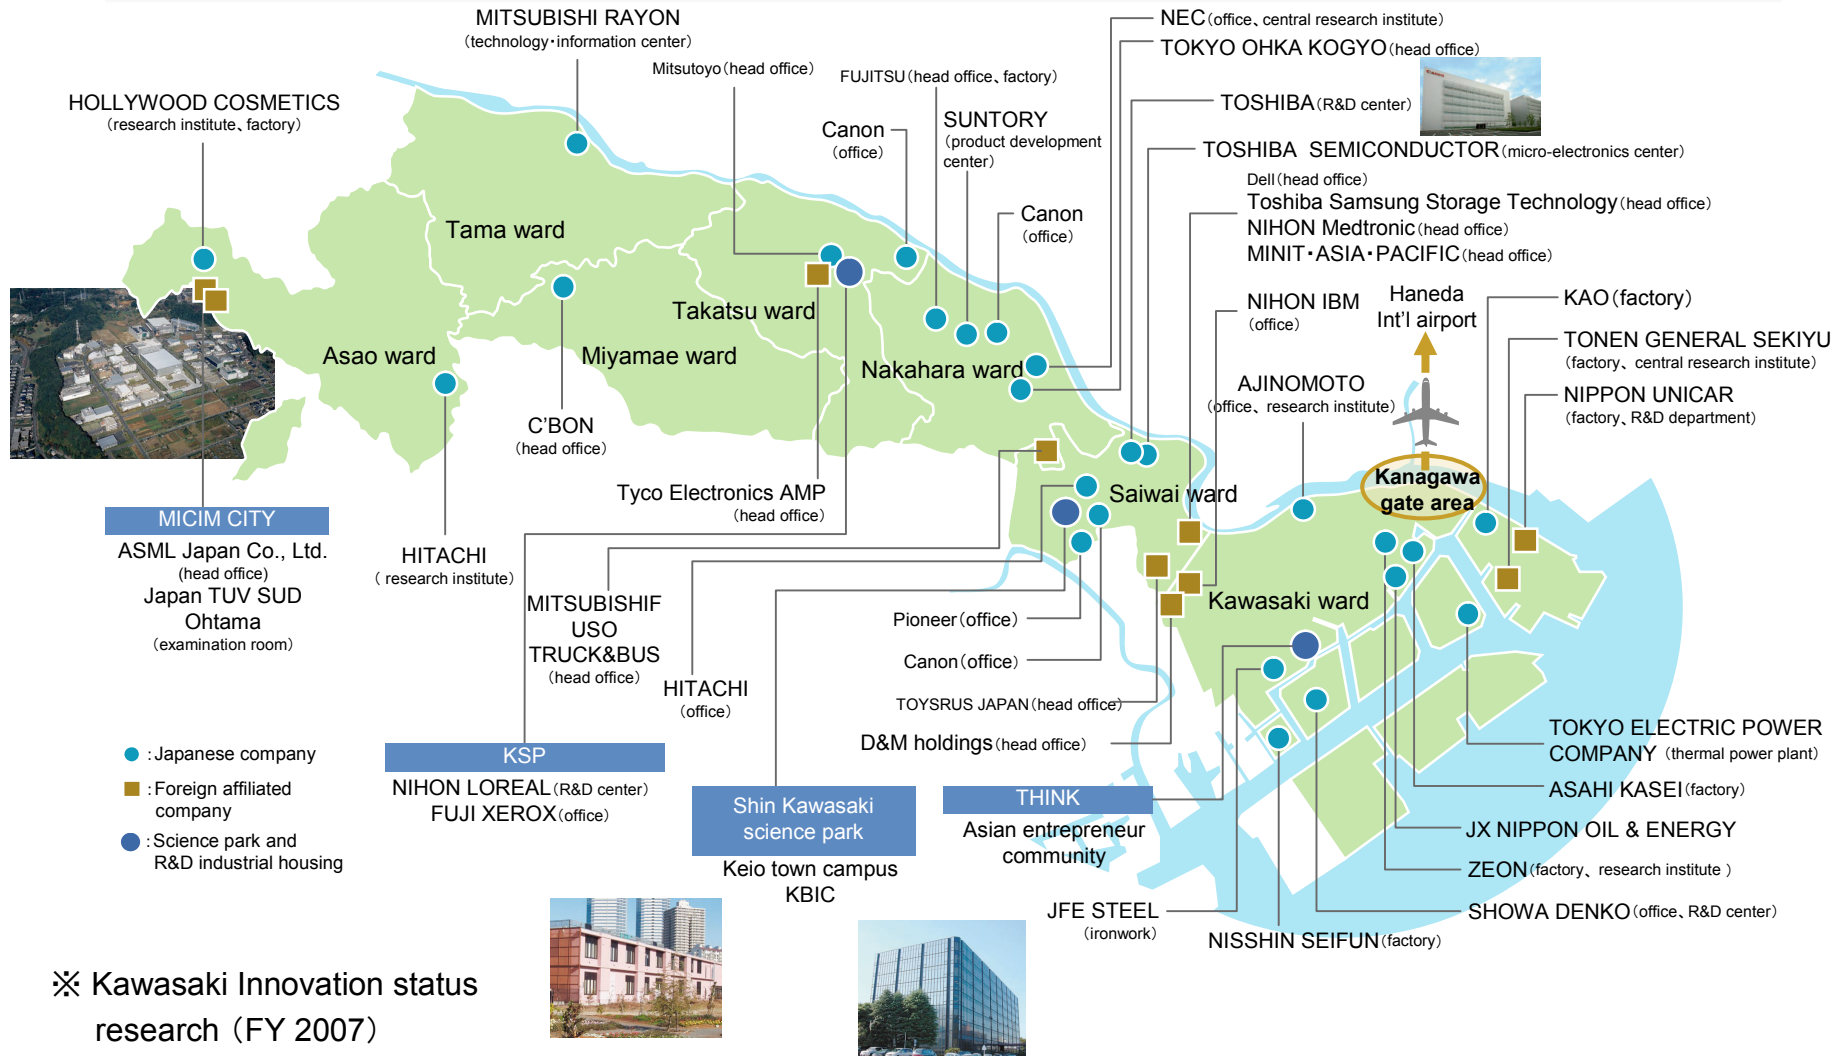 MITSUBISHI RAYON
(technology・information center)
Mitsutoyo(head office)
HOLLYWOOD COSMETICS
(research institute、factory)
FUJITSU(head office、factory)
Canon
(office)
SUNTORY
(product development
center)
Canon
(office)
NEC(office、central research institute)
TOKYO OHKA KOGYO(head office)
TOSHIBA(R&D center)
TOSHIBA SEMICONDUCTOR(micro-electronics center)
Dell(head office)
Toshiba Samsung Storage Technology(head office)
NIHON Medtronic(head office)
MINIT・ASIA・PACIFIC(head office)
NIHON IBM
(office)
Haneda
Int'l airport
KAO(factory)
TONEN GENERAL SEKIYU
(factory、central research institute)
NIPPON UNICAR
(factory、R&D department)
AJINOMOTO
(office、research institute)
Kanagawa
gate area
Tama ward
Asao ward
Takatsu ward
Miyamae ward
Nakahara ward
Saiwai ward
Kawasaki ward
C'BON
(head office)
Tyco Electronics AMP
(head office)
MICIM CITY
ASML Japan Co., Ltd.
(head office)
Japan TUV SUD
Ohtama
(examination room)
HITACHI
( research institute)
MITSUBISHIF
USO
TRUCK&BUS
(head office)
HITACHI
(office)
Pioneer(office)
Canon(office)
TOYSRUS JAPAN(head office)
D&M holdings(head office)
:Japanese company
:Foreign affiliated
company
:Science park and
R&D industrial housing
KSP
NIHON LOREAL(R&D center)
FUJI XEROX(office)
Shin Kawasaki
science park
Keio town campus
KBIC
THINK
Asian entrepreneur
community
JFE STEEL
(ironwork)
NISSHIN SEIFUN(factory)
TOKYO ELECTRIC POWER
COMPANY (thermal power plant)
ASAHI KASEI(factory)
JX NIPPON OIL & ENERGY
ZEON(factory、research institute )
SHOWA DENKO(office、R&D center)
※ Kawasaki Innovation status
research(FY 2007)